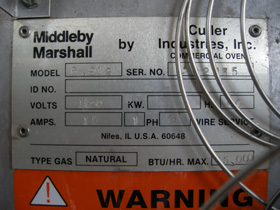 Middleby Marshall by Cutler Industries, Inc.
COMMERCIAL OVEN
MODEL SER. NO.
ID NO.
VOLTS KW. H
AMPS. PH WIRE SERVICE
Niles, IL U.S.A. 60648
TYPE GAS NATURAL BTU/HR. MAX.
WARNING